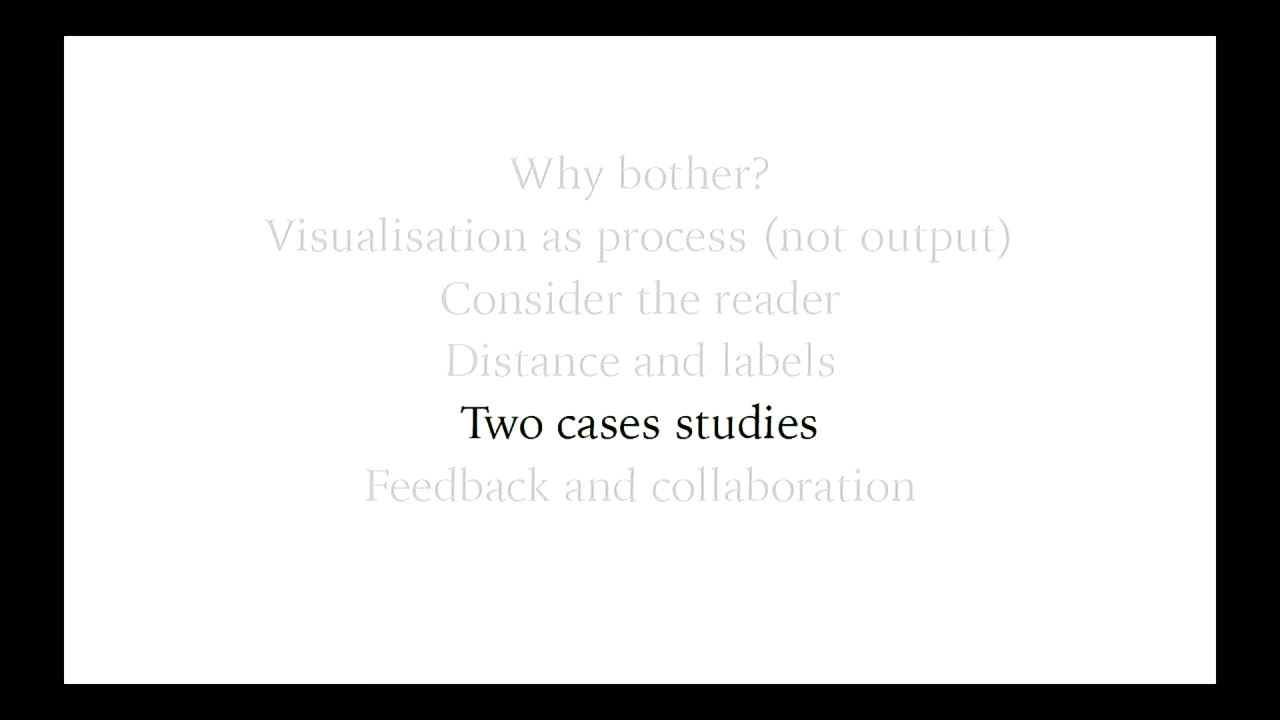 Why bother?
Visualisation as process (not output)
Consider the reader
Distance and labels
Two cases studies
Feedback and collaboration